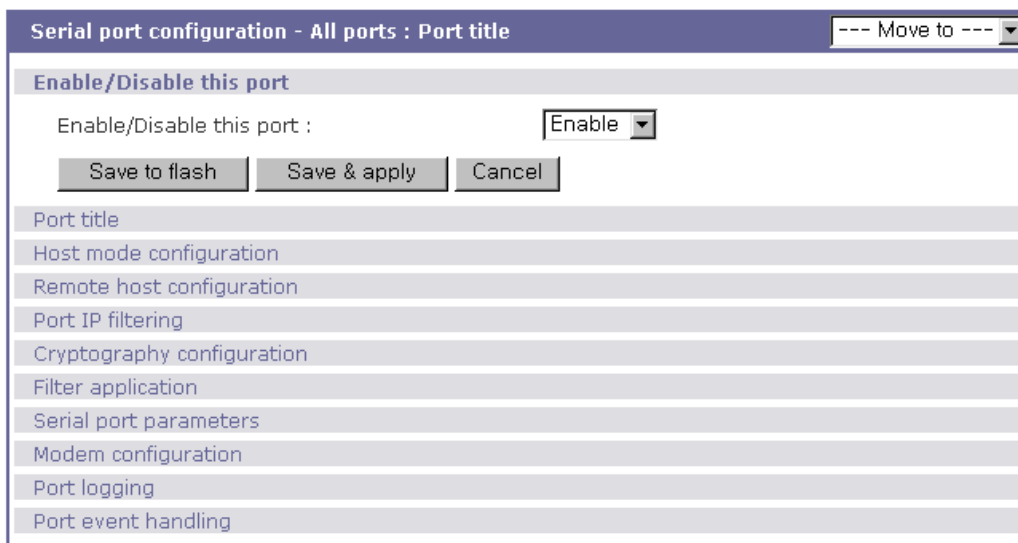 Serial port configuration - All ports : Port title --- Move to ---
Enable/Disable this port
Enable/Disable this port : Enable
Save to flash Save & apply Cancel
Port title
Host mode configuration
Remote host configuration
Port IP filtering
Cryptography configuration
Filter application
Serial port parameters
Modem configuration
Port logging
Port event handling